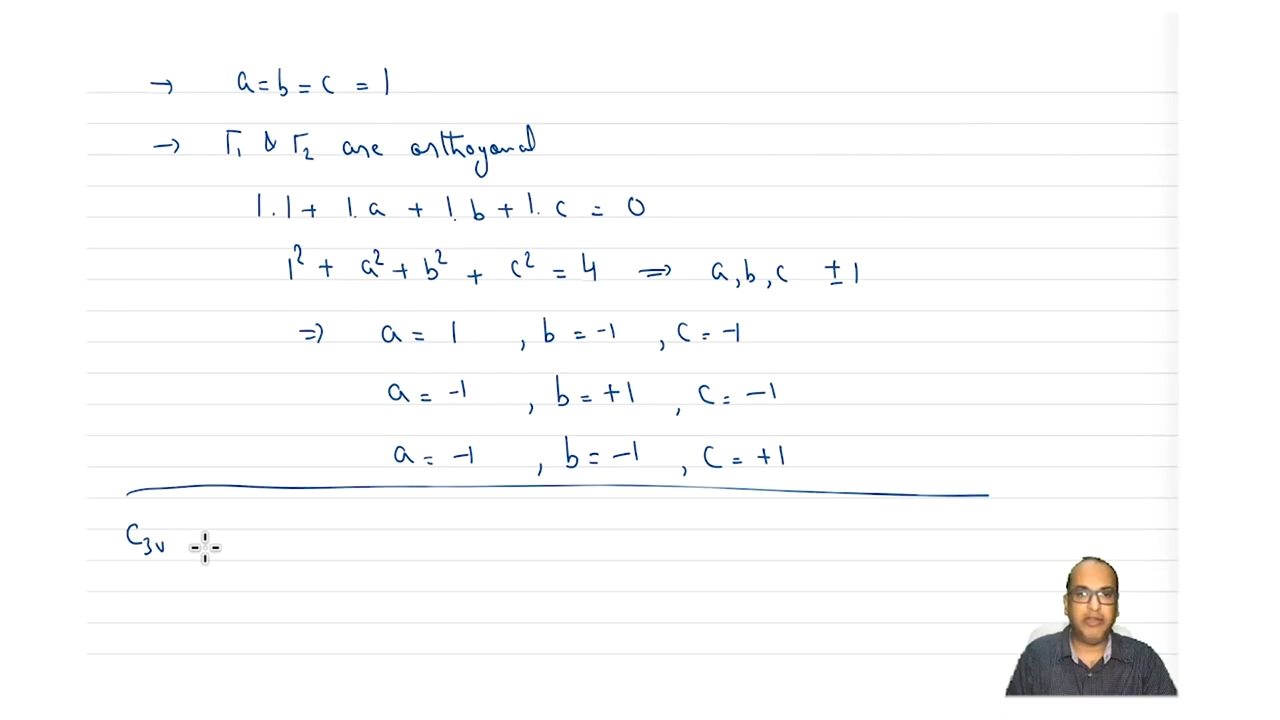 → a = b = c = 1
→ Γ₁ & Γ₂ are orthogonal
1.1 + 1.a + 1.b + 1.c = 0
1² + a² + b² + c² = 4 ⇒ a, b, c ± 1
⇒ a = 1 , b = -1 , c = -1
a = -1 , b = +1 , c = -1
a = -1 , b = -1 , c = +1
C₃ᵥ